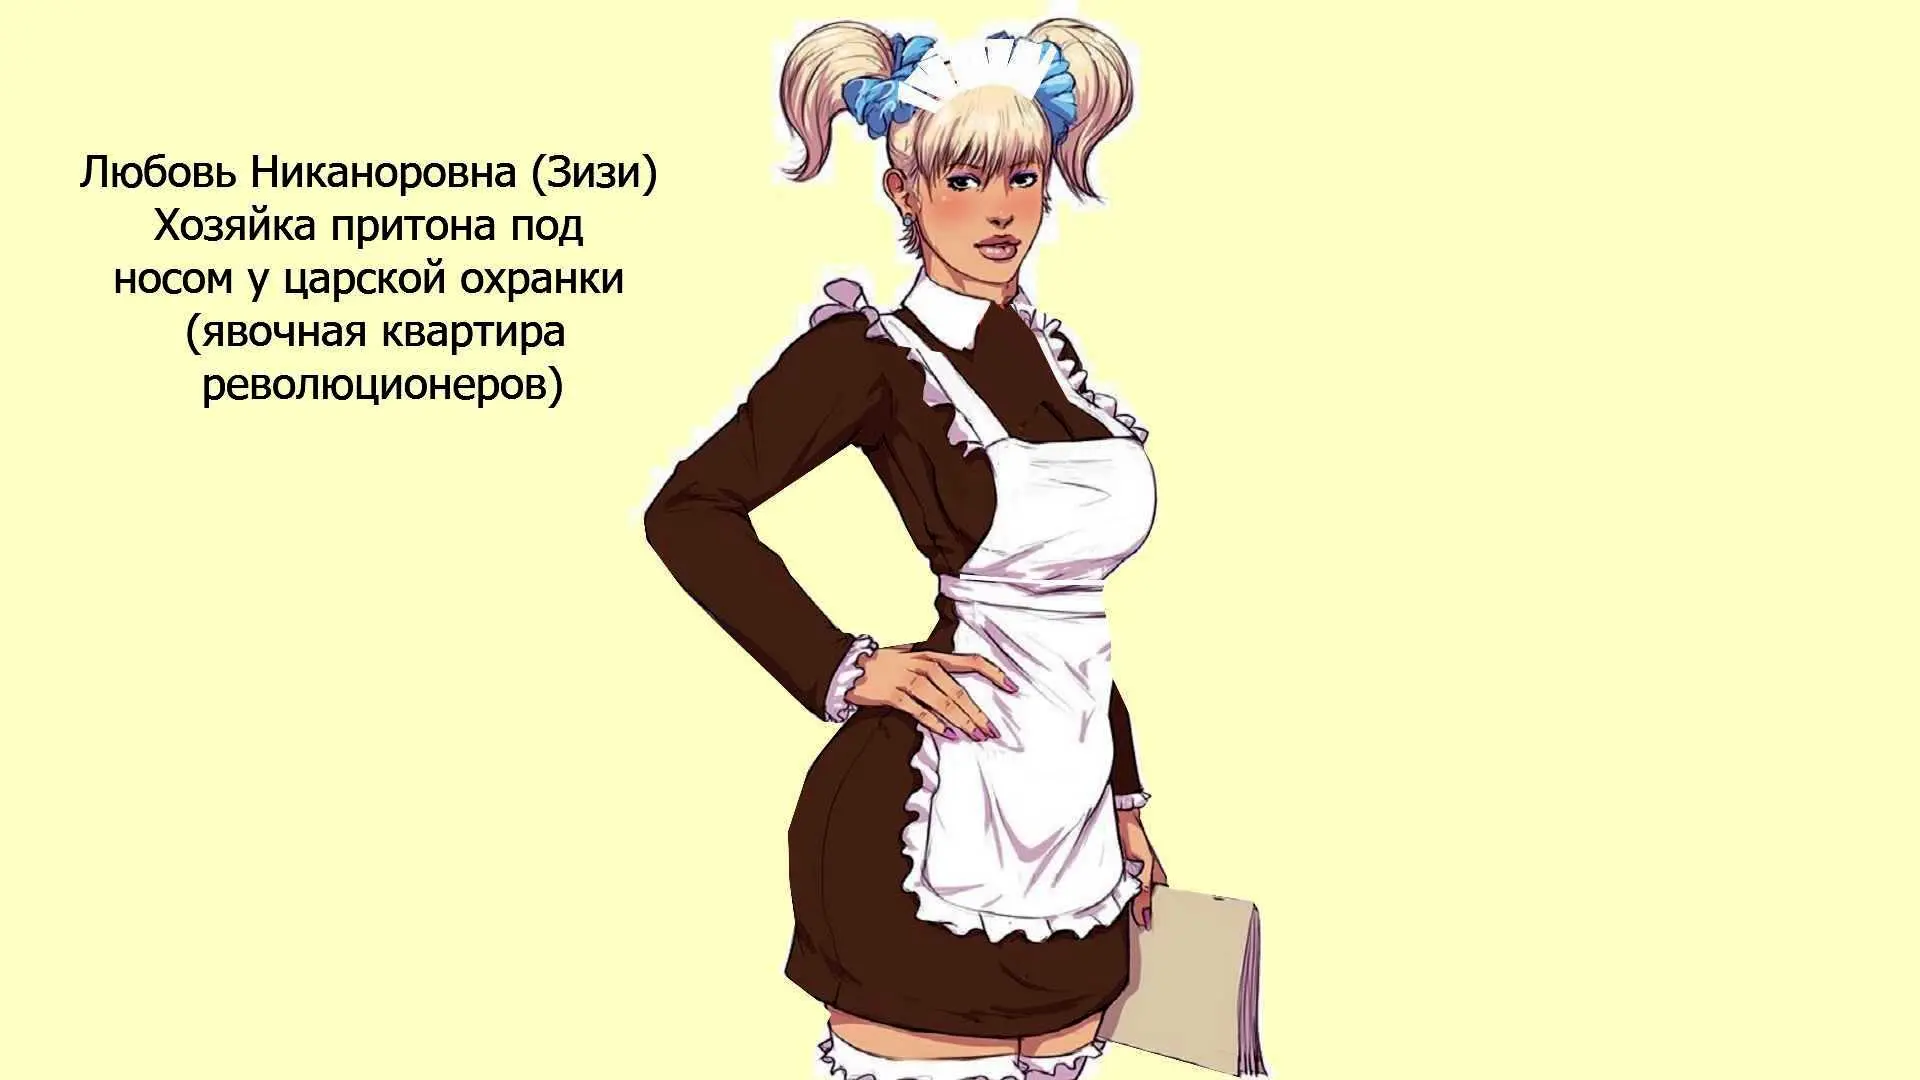 Любовь Никаноровна (Зизи)
Хозяйка притона под
носом у царской охранки
(явочная квартира
революционеров)